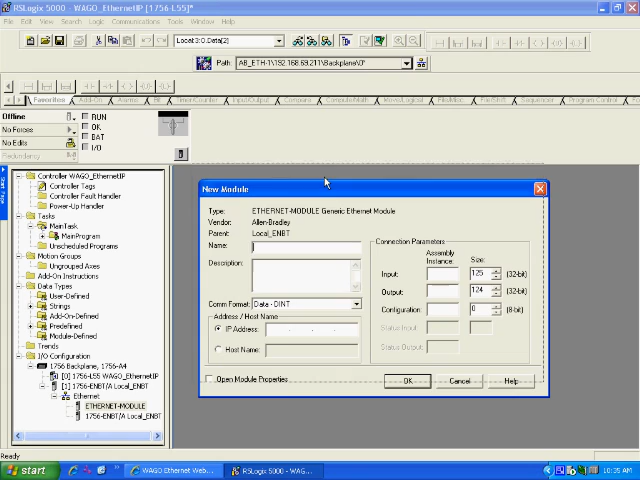 RSLogix 5000 - WAGO_EthernetIP [1756-L55]*
File Edit View Search Logic Communications Tools Window Help
Local:3:O.Data[2]
Path: AB_ETH-1\192.168.69.211\Backplane\0*
Favorites Add-On Alarms Bit Timer/Counter Input/Output Compare Compute/Math Move/Logical File/Misc. File/Shift Sequencer Program Control
Offline RUN
No Forces OK
No Edits BAT
Redundancy I/O
Start Page
Controller WAGO_EthernetIP
Controller Tags
Controller Fault Handler
Power-Up Handler
Tasks
MainTask
MainProgram
Unscheduled Programs
Motion Groups
Ungrouped Axes
Add-On Instructions
Data Types
User-Defined
Strings
Add-On-Defined
Predefined
Module-Defined
Trends
I/O Configuration
1756 Backplane, 1756-A4
[0] 1756-L55 WAGO_EthernetIP
[1] 1756-ENBT/A Local_ENBT
Ethernet
ETHERNET-MODULE
1756-ENBT/A Local_ENBT
New Module
Type: ETHERNET-MODULE Generic Ethernet Module
Vendor: Allen-Bradley
Parent: Local_ENBT
Name:
Description:
Comm Format: Data - DINT
Address / Host Name
IP Address:
Host Name:
Connection Parameters
Assembly Instance: Size:
Input: 125 (32-bit)
Output: 124 (32-bit)
Configuration: 0 (8-bit)
Status Input:
Status Output:
Open Module Properties
OK Cancel Help
Ready
start WAGO Ethernet Web... RSLogix 5000 - WAG... 10:35 AM